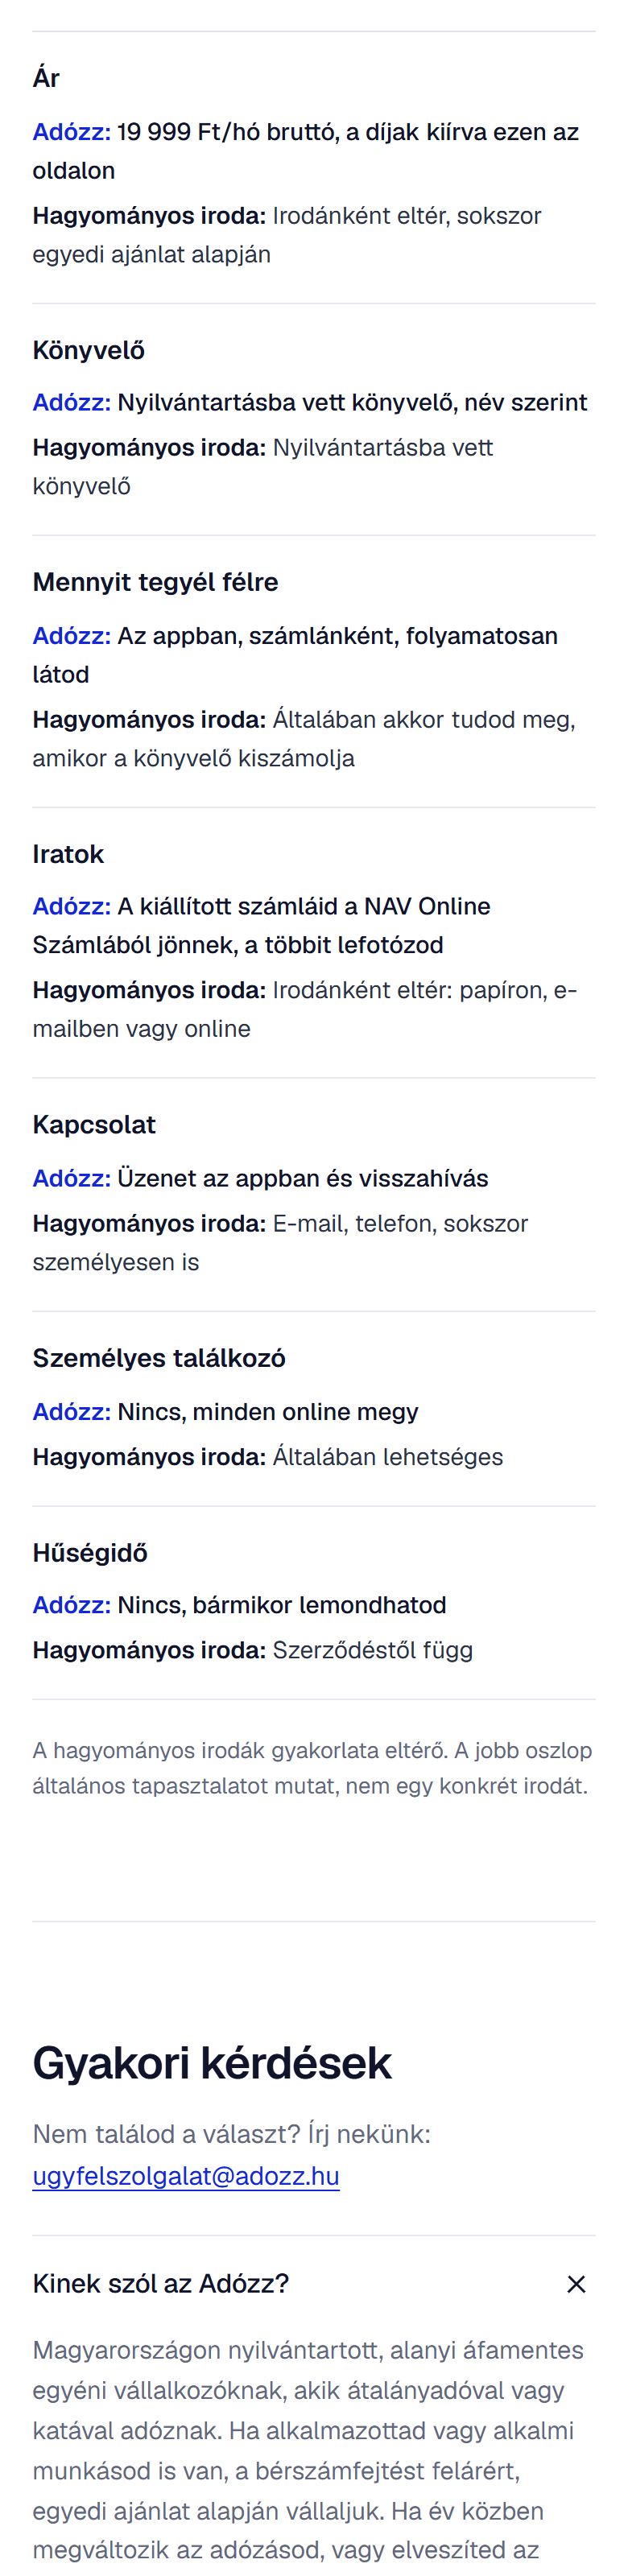 Ár
Adózz: 19 999 Ft/hó bruttó, a díjak kiírva ezen az
oldalon
Hagyományos iroda: Irodánként eltér, sokszor
egyedi ajánlat alapján
Könyvelő
Adózz: Nyilvántartásba vett könyvelő, név szerint
Hagyományos iroda: Nyilvántartásba vett
könyvelő
Mennyit tegyél félre
Adózz: Az appban, számlánként, folyamatosan
látod
Hagyományos iroda: Általában akkor tudod meg,
amikor a könyvelő kiszámolja
Iratok
Adózz: A kiállított számláid a NAV Online
Számlából jönnek, a többit lefotózod
Hagyományos iroda: Irodánként eltér: papíron, e-
mailben vagy online
Kapcsolat
Adózz: Üzenet az appban és visszahívás
Hagyományos iroda: E-mail, telefon, sokszor
személyesen is
Személyes találkozó
Adózz: Nincs, minden online megy
Hagyományos iroda: Általában lehetséges
Hűségidő
Adózz: Nincs, bármikor lemondhatod
Hagyományos iroda: Szerződéstől függ
A hagyományos irodák gyakorlata eltérő. A jobb oszlop
általános tapasztalatot mutat, nem egy konkrét irodát.
Gyakori kérdések
Nem találod a választ? Írj nekünk:
ugyfelszolgalat@adozz.hu
Kinek szól az Adózz?
Magyarországon nyilvántartott, alanyi áfamentes
egyéni vállalkozóknak, akik átalányadóval vagy
katával adóznak. Ha alkalmazottad vagy alkalmi
munkásod is van, a bérszámfejtést felárért,
egyedi ajánlat alapján vállaljuk. Ha év közben
megváltozik az adózásod, vagy elveszíted az